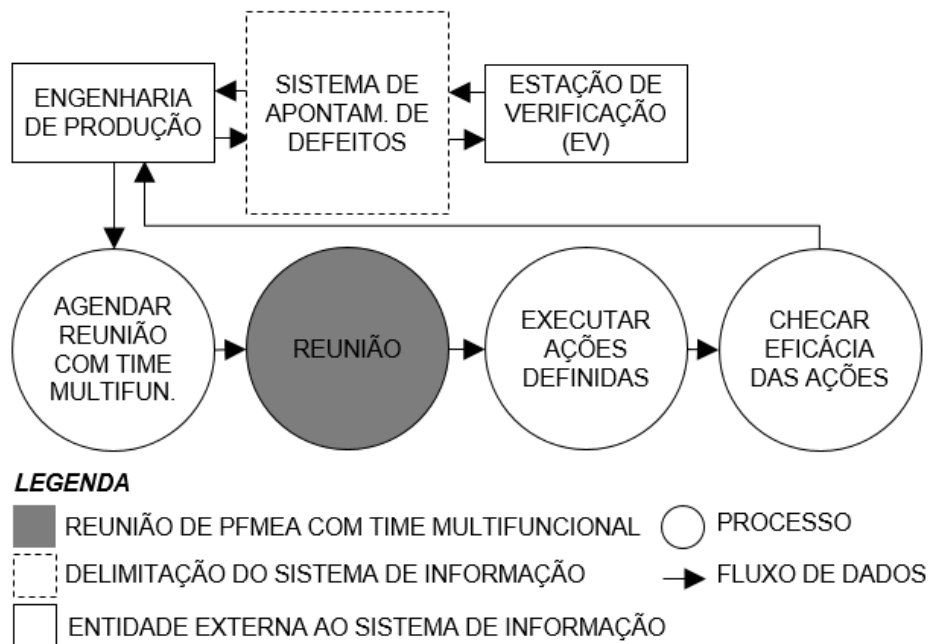 ENGENHARIA
DE PRODUÇÃO
SISTEMA DE
APONTAM. DE
DEFEITOS
ESTAÇÃO DE
VERIFICAÇÃO
(EV)
AGENDAR
REUNIÃO
COM TIME
MULTIFUN.
REUNIÃO
EXECUTAR
AÇÕES
DEFINIDAS
CHECAR
EFICÁCIA
DAS AÇÕES
LEGENDA
REUNIÃO DE PFMEA COM TIME MULTIFUNCIONAL
PROCESSO
DELIMITAÇÃO DO SISTEMA DE INFORMAÇÃO
FLUXO DE DADOS
ENTIDADE EXTERNA AO SISTEMA DE INFORMAÇÃO